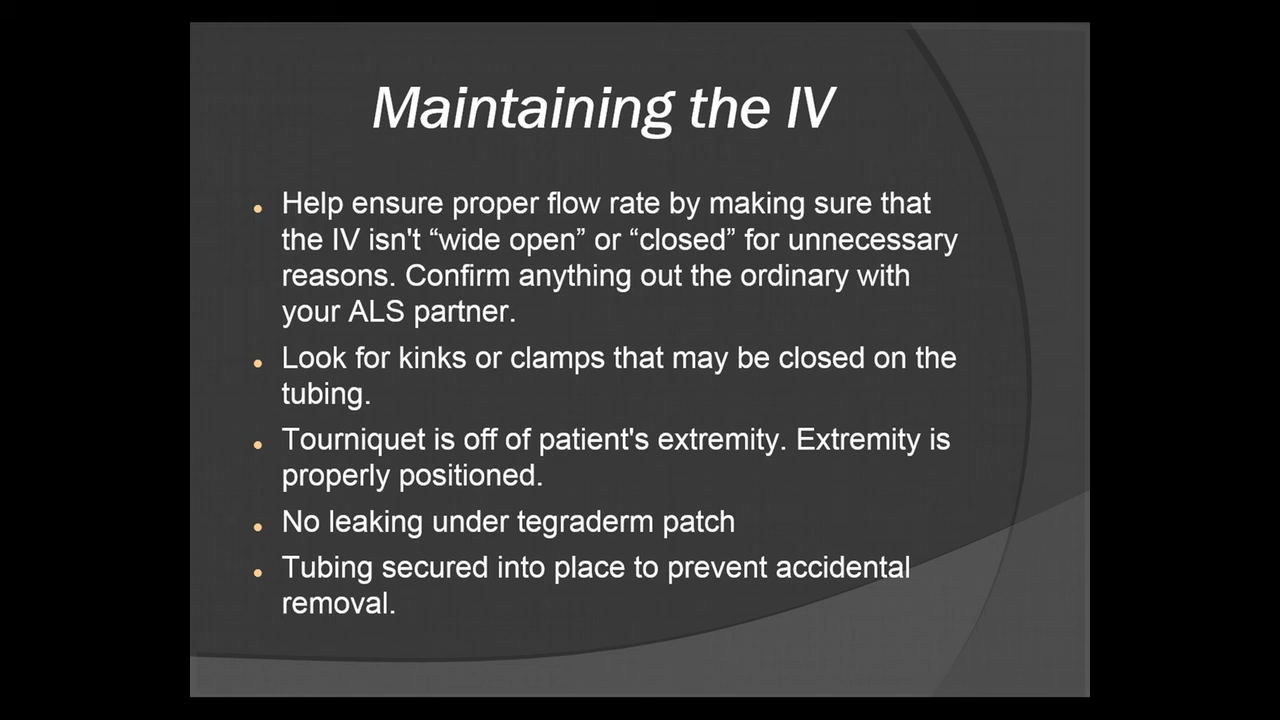 Maintaining the IV
Help ensure proper flow rate by making sure that
the IV isn't “wide open” or “closed” for unnecessary
reasons. Confirm anything out the ordinary with
your ALS partner.
Look for kinks or clamps that may be closed on the
tubing.
Tourniquet is off of patient's extremity. Extremity is
properly positioned.
No leaking under tegraderm patch
Tubing secured into place to prevent accidental
removal.